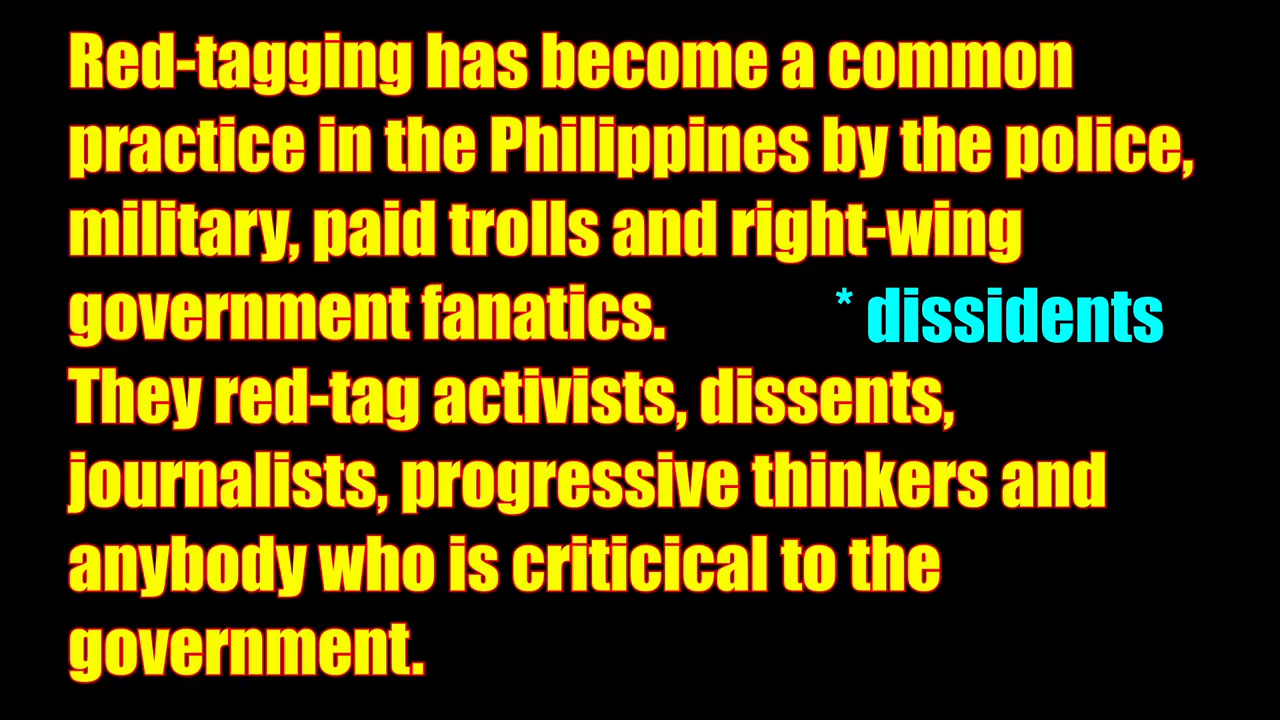 Red-tagging has become a common
practice in the Philippines by the police,
military, paid trolls and right-wing
government fanatics.
* dissidents
They red-tag activists, dissents,
journalists, progressive thinkers and
anybody who is criticical to the
government.